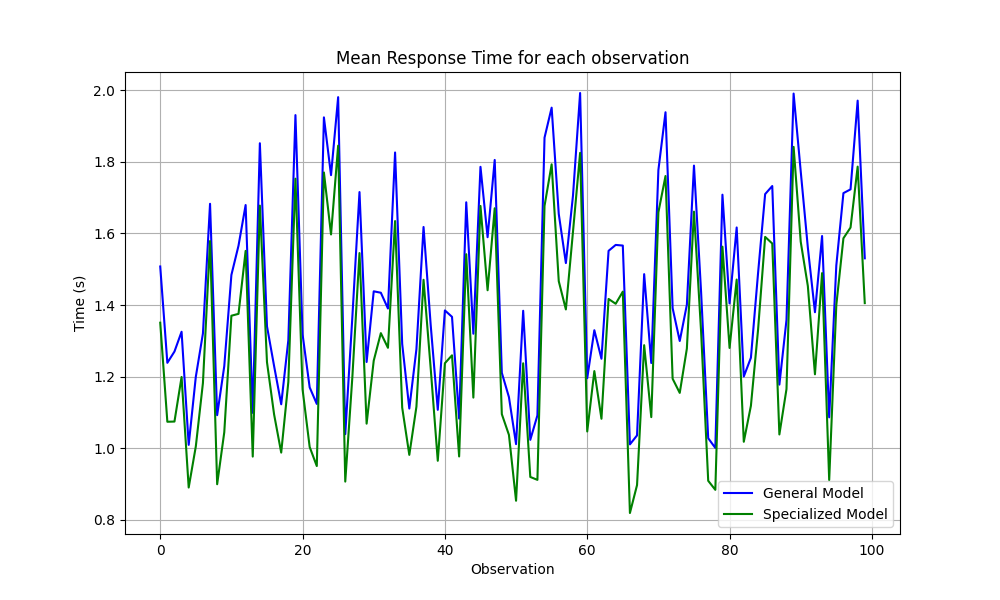 Mean Response Time for each observation
Time (s)
2.0
1.8
1.6
1.4
1.2
1.0
0.8
General Model
Specialized Model
0 20 40 60 80 100
Observation